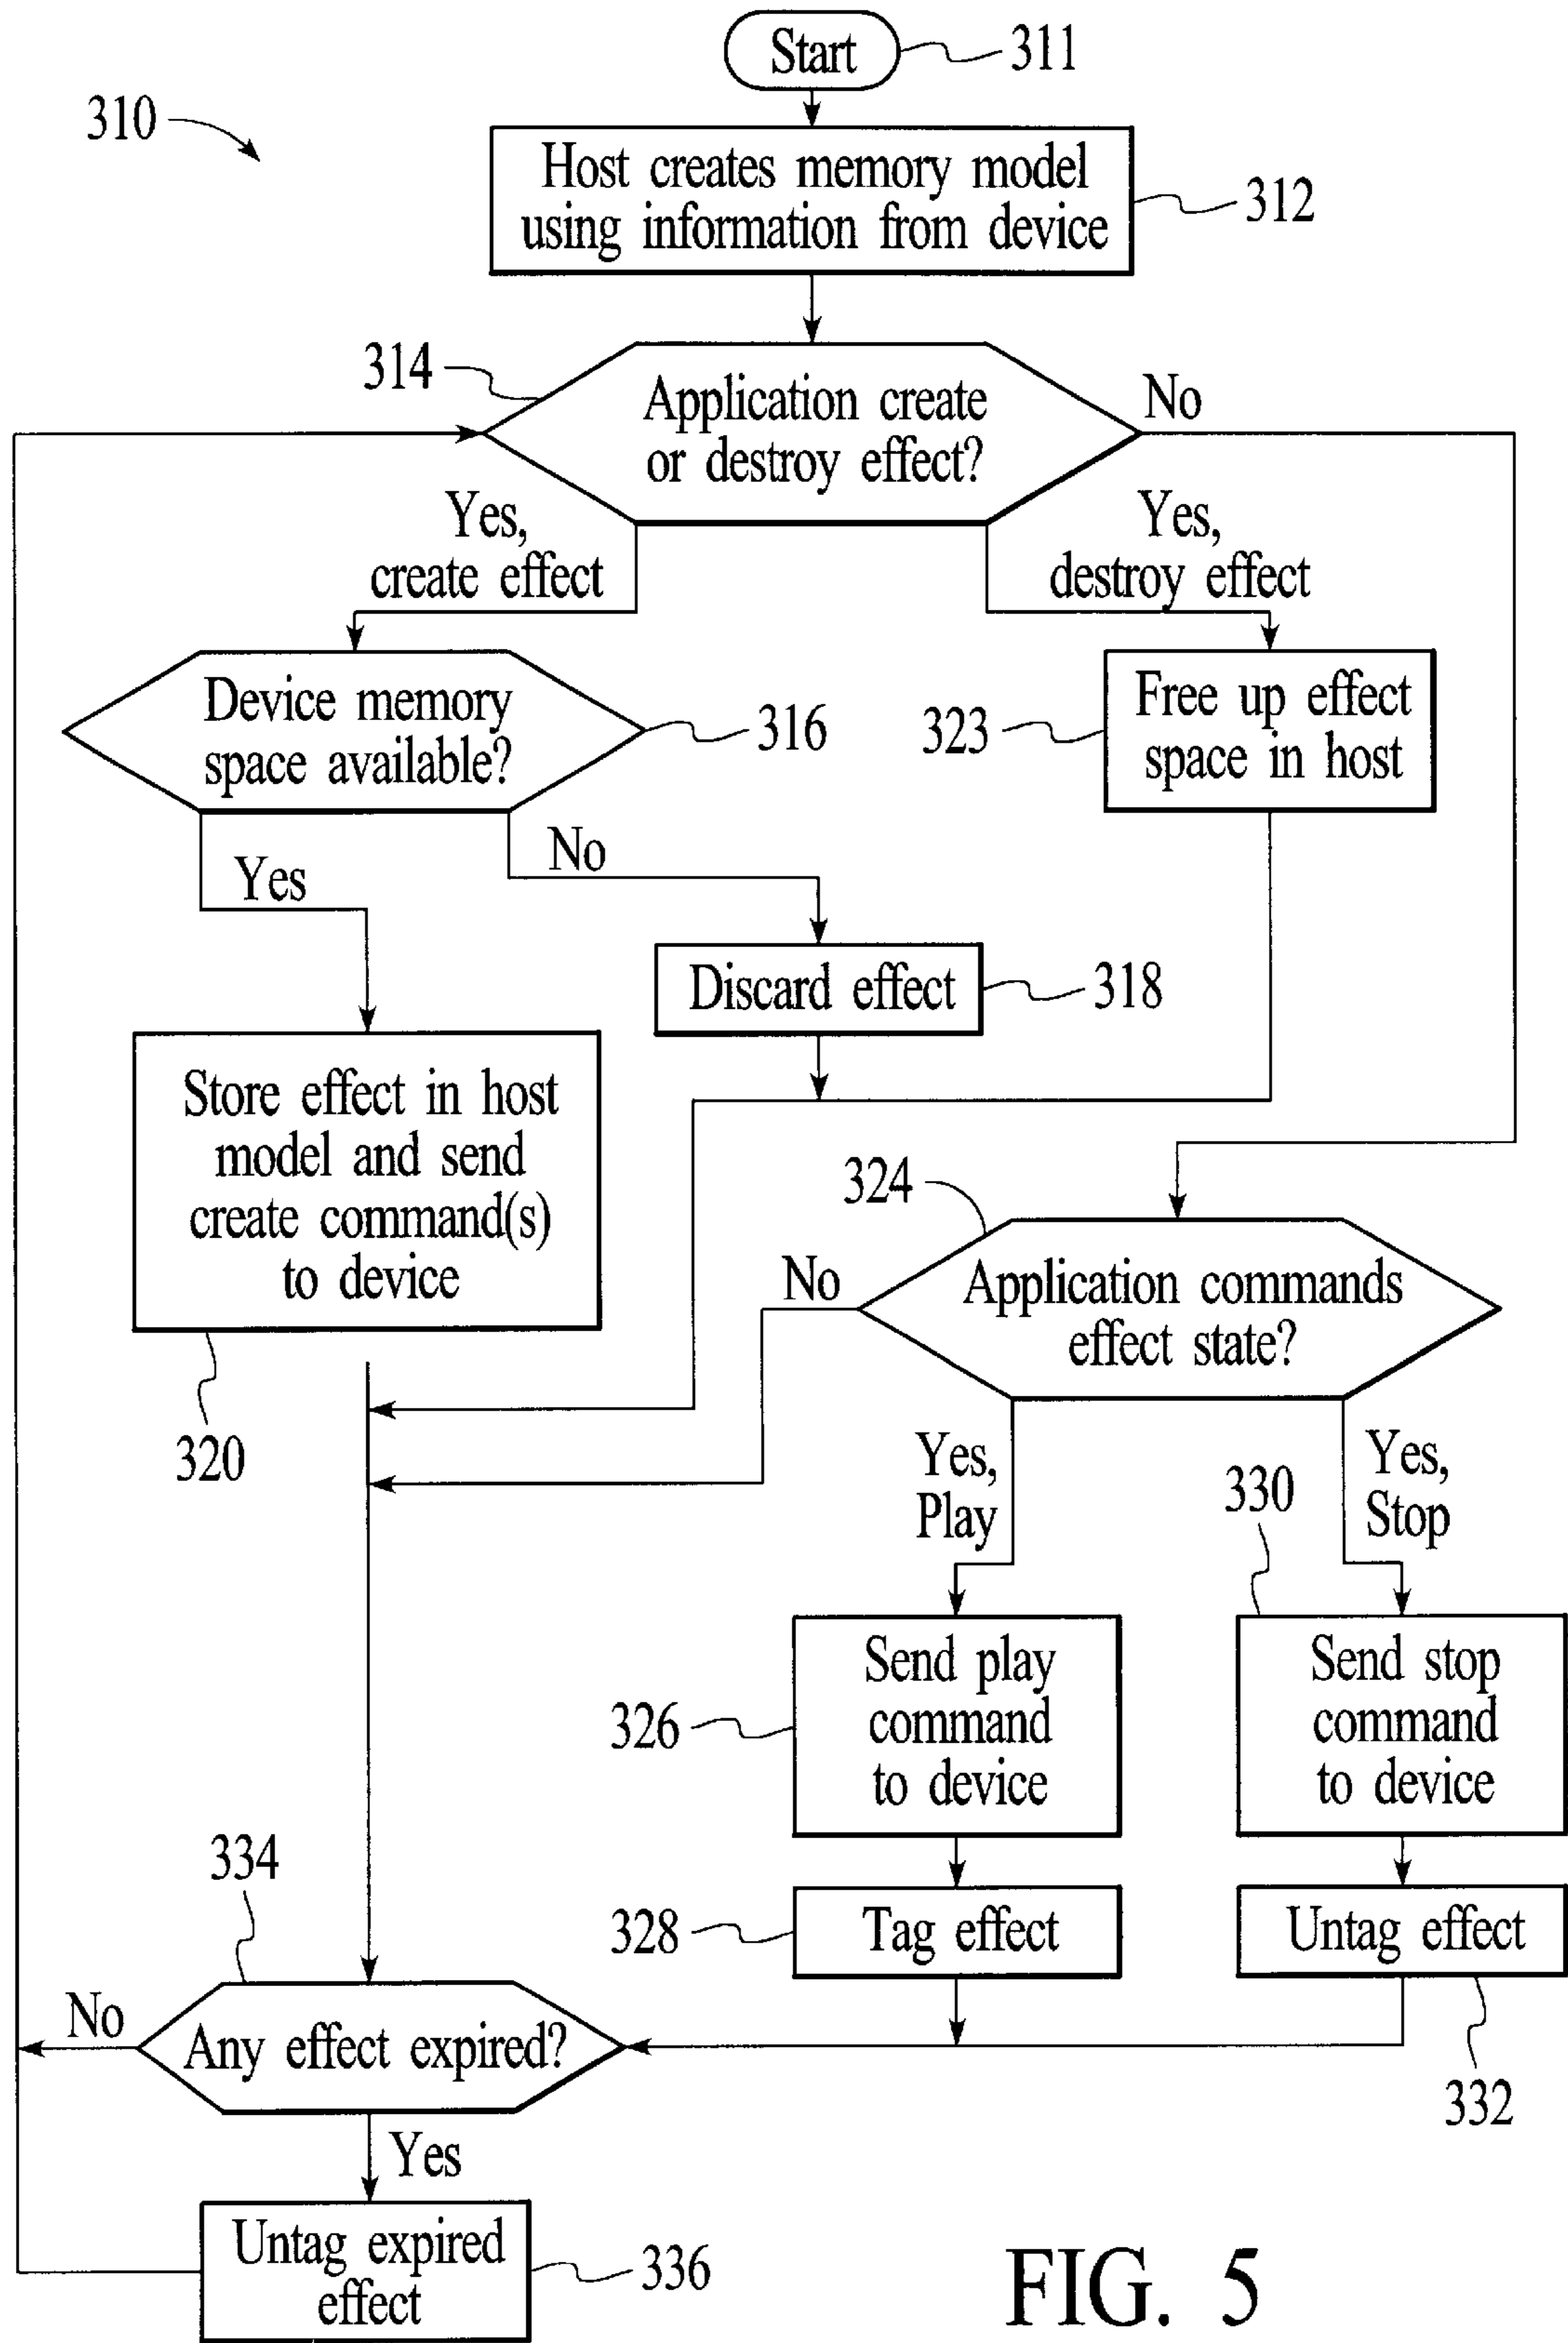 Start
311
310
Host creates memory model
using information from device
312
314
Application create
or destroy effect?
No
Yes,
create effect
Yes,
destroy effect
Device memory
space available?
316
323
Free up effect
space in host
Yes
No
Discard effect
318
Store effect in host
model and send
create command(s)
to device
320
324
No
Application commands
effect state?
Yes,
Play
330
Yes,
Stop
326
Send play
command
to device
Send stop
command
to device
334
328
Tag effect
Untag effect
No
Any effect expired?
332
Yes
Untag expired
effect
336
FIG. 5